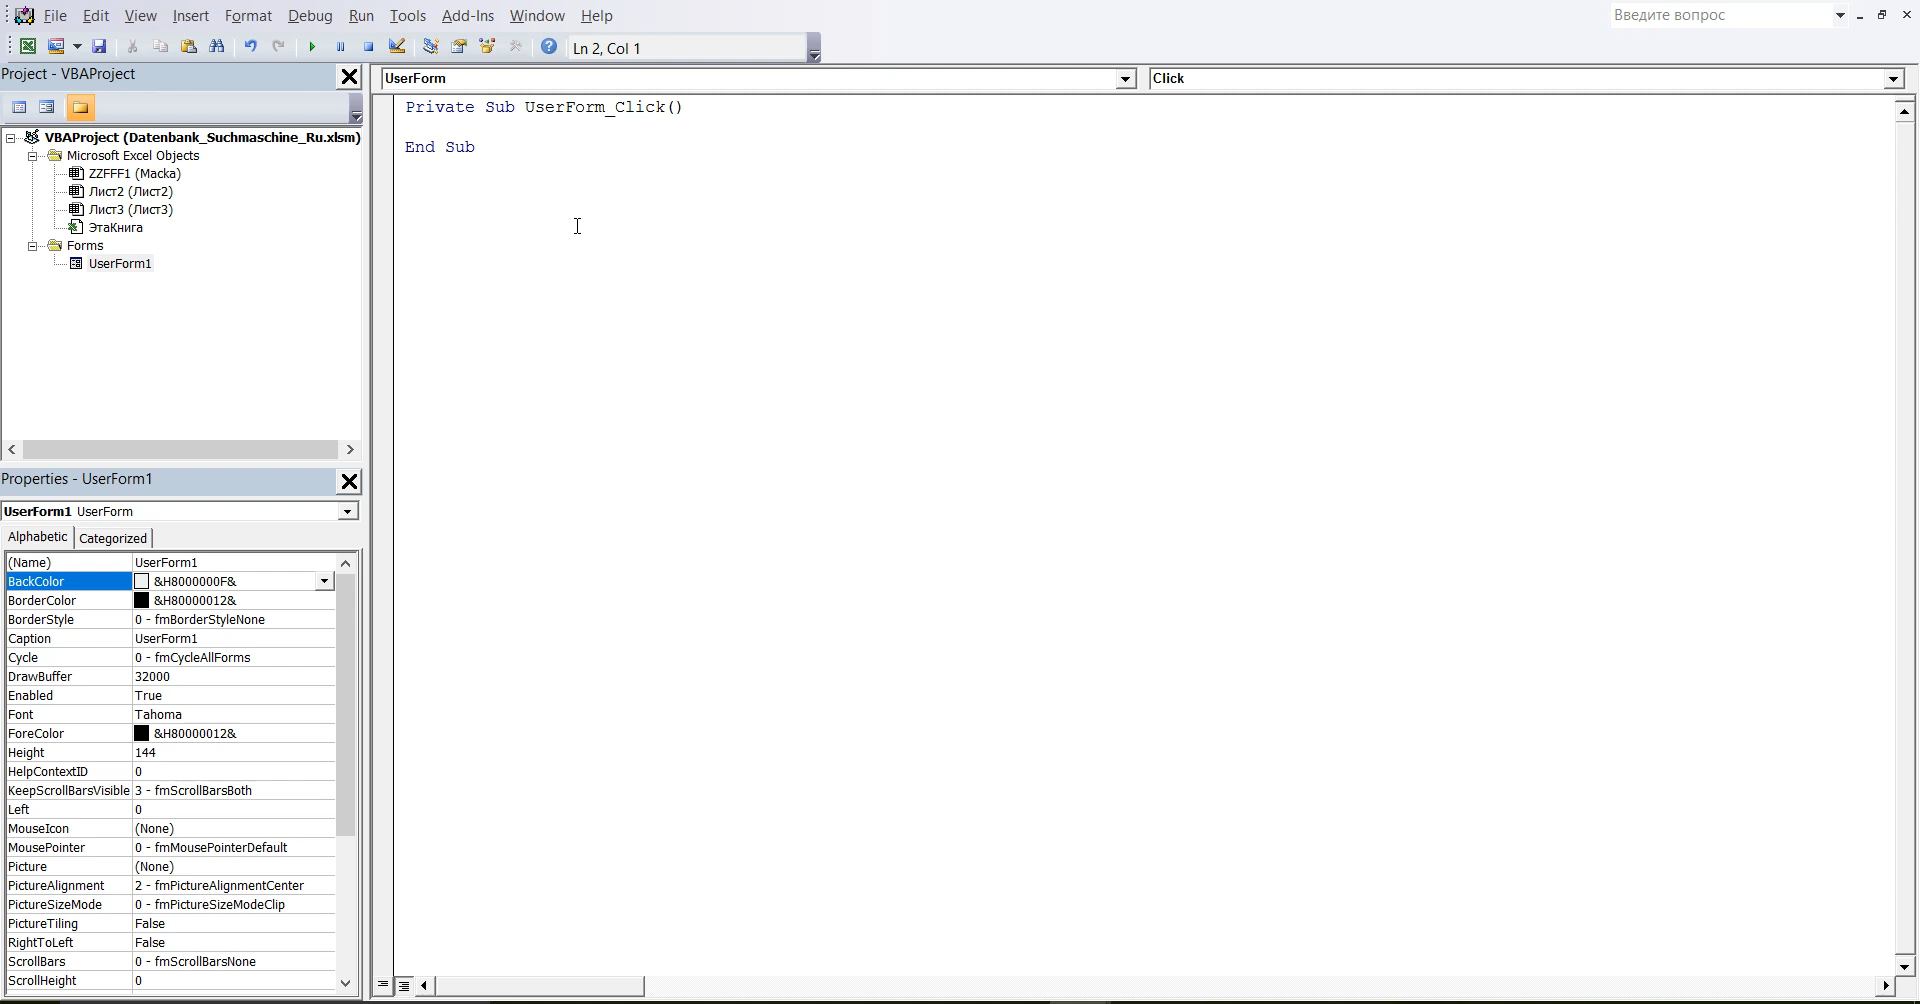 File Edit View Insert Format Debug Run Tools Add-Ins Window Help Введите вопрос
Ln 2, Col 1
Project - VBAProject
VBAProject (Datenbank_Suchmaschine_Ru.xlsm)
Microsoft Excel Objects
ZZFFF1 (Маска)
Лист2 (Лист2)
Лист3 (Лист3)
ЭтаКнига
Forms
UserForm1
UserForm Click
Private Sub UserForm_Click()
End Sub
Properties - UserForm1
UserForm1 UserForm
Alphabetic Categorized
(Name) UserForm1
BackColor &H8000000F&
BorderColor &H80000012&
BorderStyle 0 - fmBorderStyleNone
Caption UserForm1
Cycle 0 - fmCycleAllForms
DrawBuffer 32000
Enabled True
Font Tahoma
ForeColor &H80000012&
Height 144
HelpContextID 0
KeepScrollBarsVisible 3 - fmScrollBarsBoth
Left 0
MouseIcon (None)
MousePointer 0 - fmMousePointerDefault
Picture (None)
PictureAlignment 2 - fmPictureAlignmentCenter
PictureSizeMode 0 - fmPictureSizeModeClip
PictureTiling False
RightToLeft False
ScrollBars 0 - fmScrollBarsNone
ScrollHeight 0